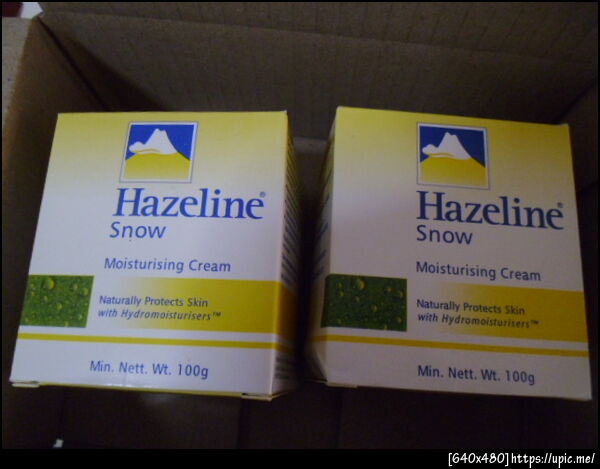 Hazeline®
Snow
Moisturising Cream
Naturally Protects Skin
with Hydromoisturisers™
Min. Nett. Wt. 100g
Hazeline®
Snow
Moisturising Cream
Naturally Protects Skin
with Hydromoisturisers™
Min. Nett. Wt. 100g
[640x480]https://upic.me/